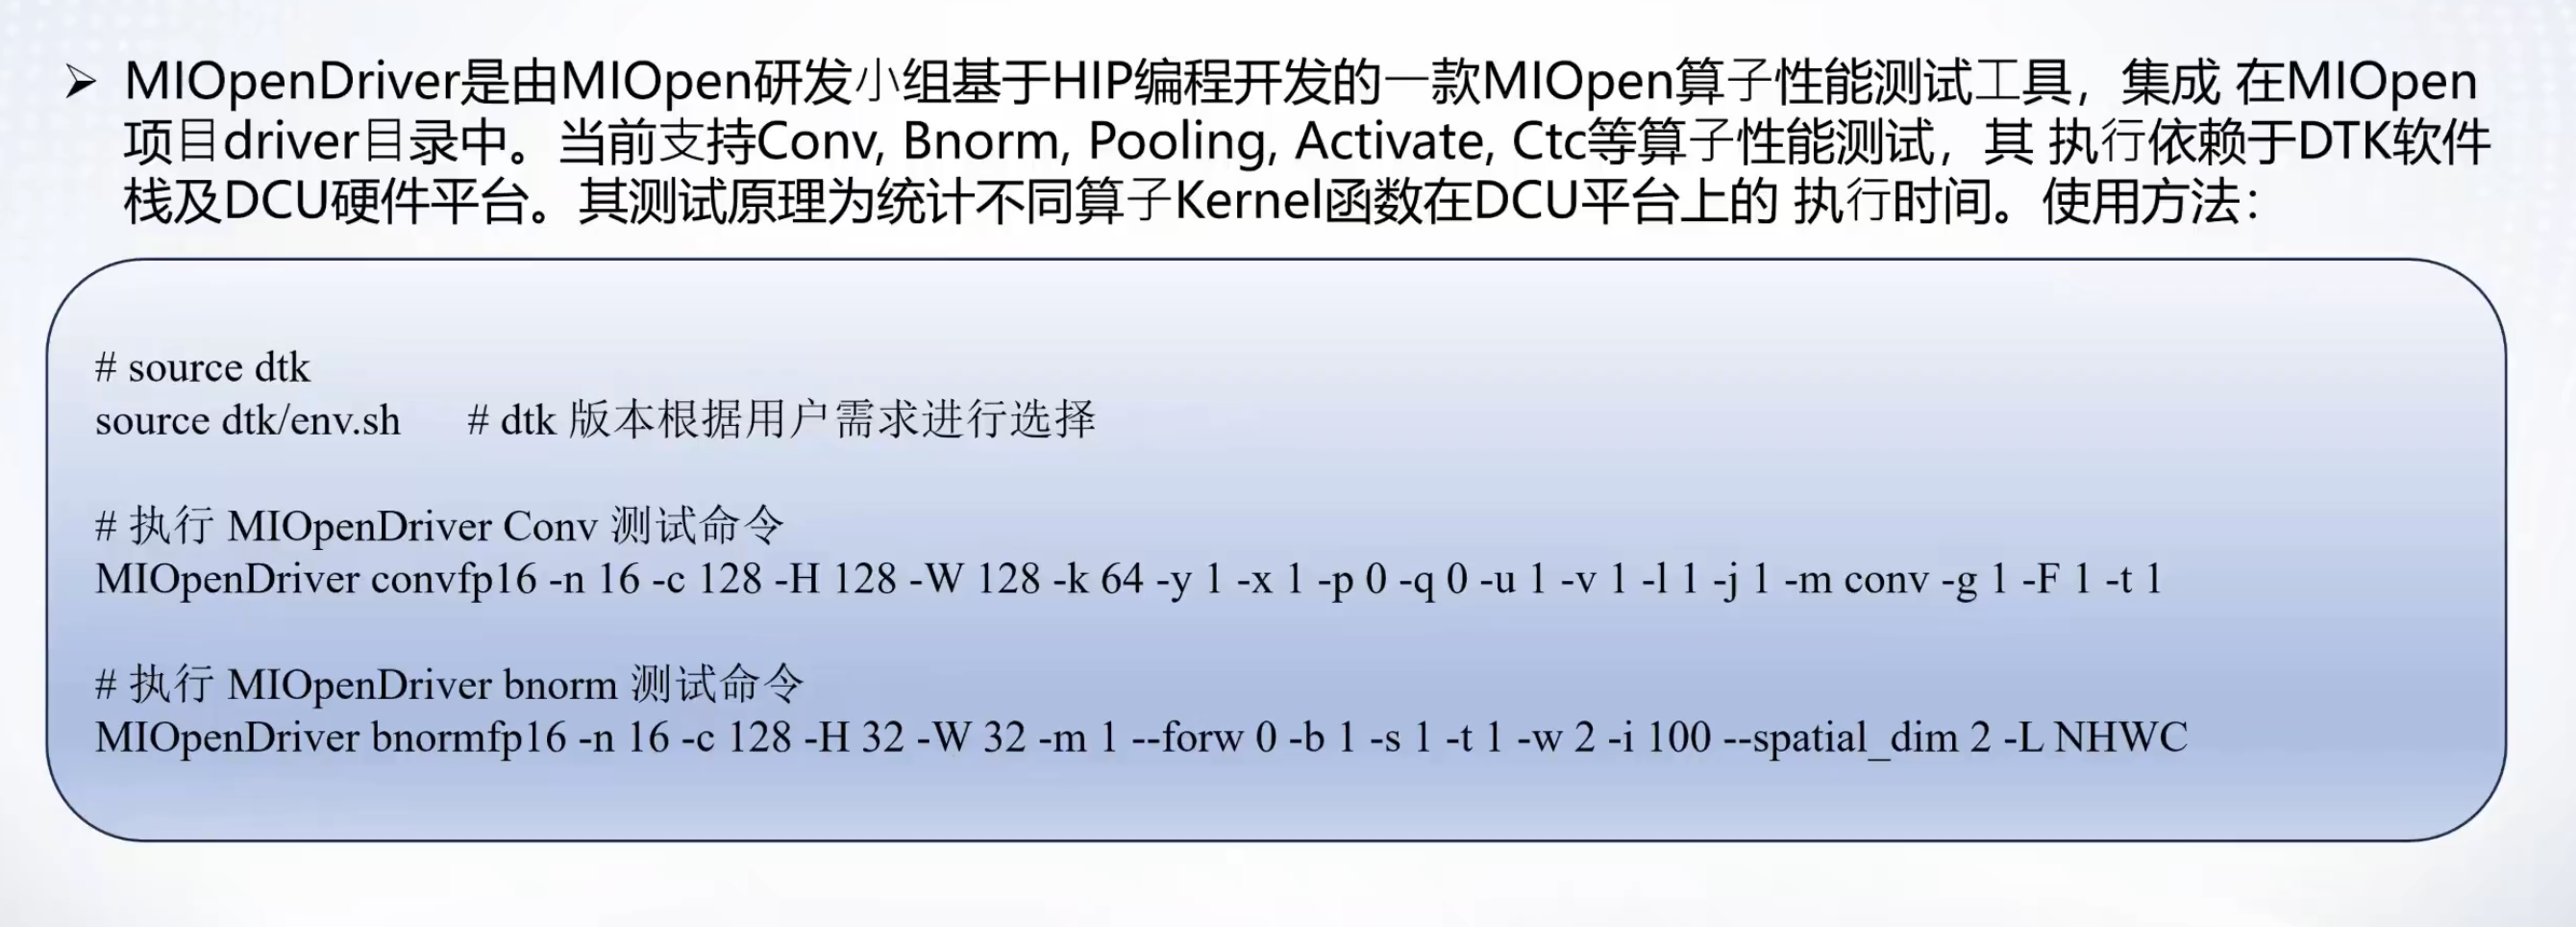 ➢ MIOpenDriver是由MIOpen研发小组基于HIP编程开发的一款MIOpen算子性能测试工具，集成 在MIOpen
项目driver目录中。当前支持Conv, Bnorm, Pooling, Activate, Ctc等算子性能测试，其 执行依赖于DTK软件
栈及DCU硬件平台。其测试原理为统计不同算子Kernel函数在DCU平台上的 执行时间。使用方法：
# source dtk
source dtk/env.sh # dtk 版本根据用户需求进行选择
# 执行 MIOpenDriver Conv 测试命令
MIOpenDriver convfp16 -n 16 -c 128 -H 128 -W 128 -k 64 -y 1 -x 1 -p 0 -q 0 -u 1 -v 1 -l 1 -j 1 -m conv -g 1 -F 1 -t 1
# 执行 MIOpenDriver bnorm 测试命令
MIOpenDriver bnormfp16 -n 16 -c 128 -H 32 -W 32 -m 1 --forw 0 -b 1 -s 1 -t 1 -w 2 -i 100 --spatial_dim 2 -L NHWC